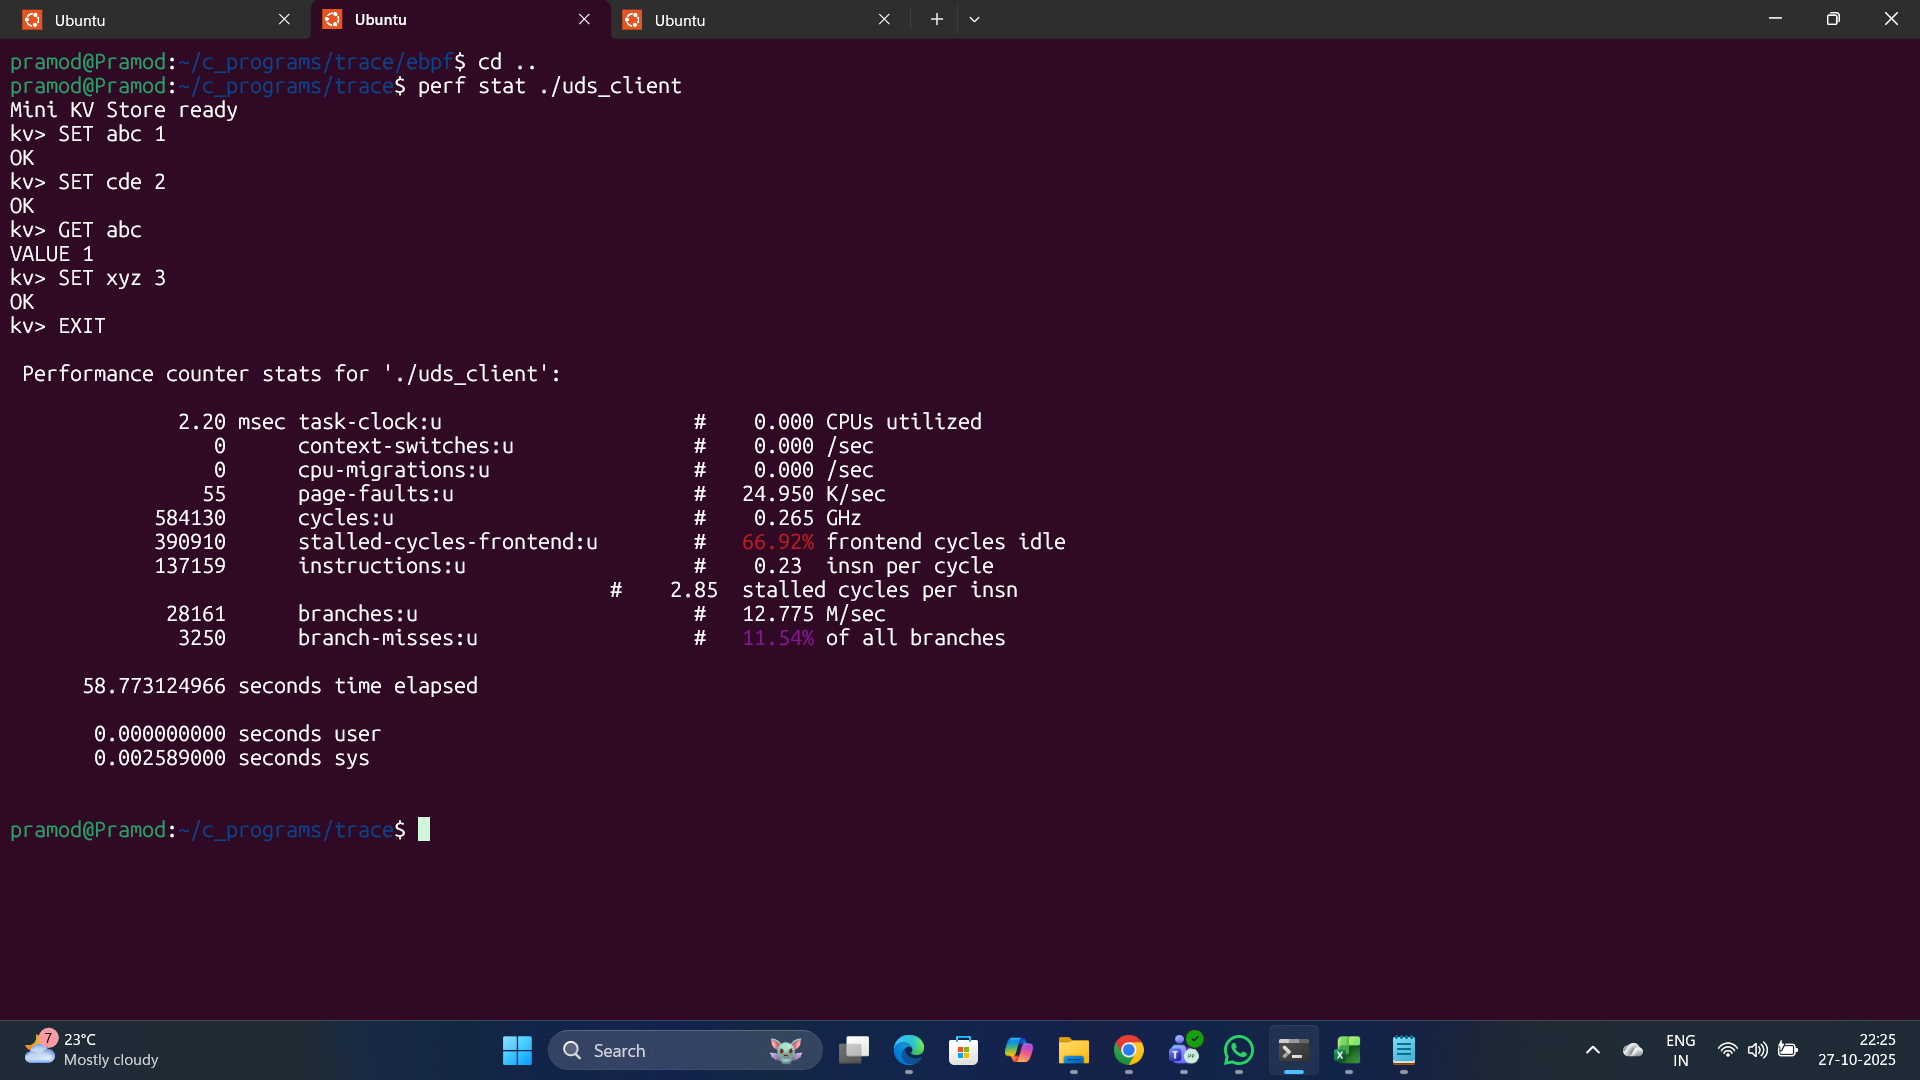 Ubuntu Ubuntu Ubuntu
pramod@Pramod:~/c_programs/trace/ebpf$ cd ..
pramod@Pramod:~/c_programs/trace$ perf stat ./uds_client
Mini KV Store ready
kv> SET abc 1
OK
kv> SET cde 2
OK
kv> GET abc
VALUE 1
kv> SET xyz 3
OK
kv> EXIT
Performance counter stats for './uds_client':
2.20 msec task-clock:u # 0.000 CPUs utilized
0 context-switches:u # 0.000 /sec
0 cpu-migrations:u # 0.000 /sec
55 page-faults:u # 24.950 K/sec
584130 cycles:u # 0.265 GHz
390910 stalled-cycles-frontend:u # 66.92% frontend cycles idle
137159 instructions:u # 0.23 insn per cycle
# 2.85 stalled cycles per insn
28161 branches:u # 12.775 M/sec
3250 branch-misses:u # 11.54% of all branches
58.773124966 seconds time elapsed
0.000000000 seconds user
0.002589000 seconds sys
pramod@Pramod:~/c_programs/trace$
7 23°C
Mostly cloudy
Search
T PP
X
ENG
IN
22:25
27-10-2025